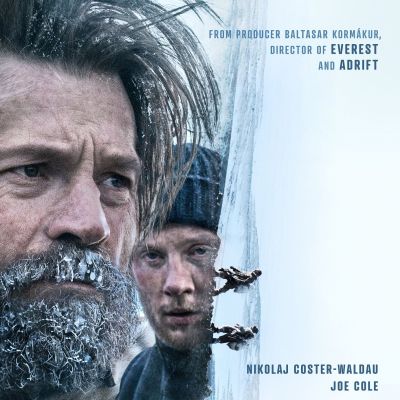 FROM PRODUCER BALTASAR KORMÁKUR,
DIRECTOR OF EVEREST
AND ADRIFT
NIKOLAJ COSTER-WALDAU
JOE COLE